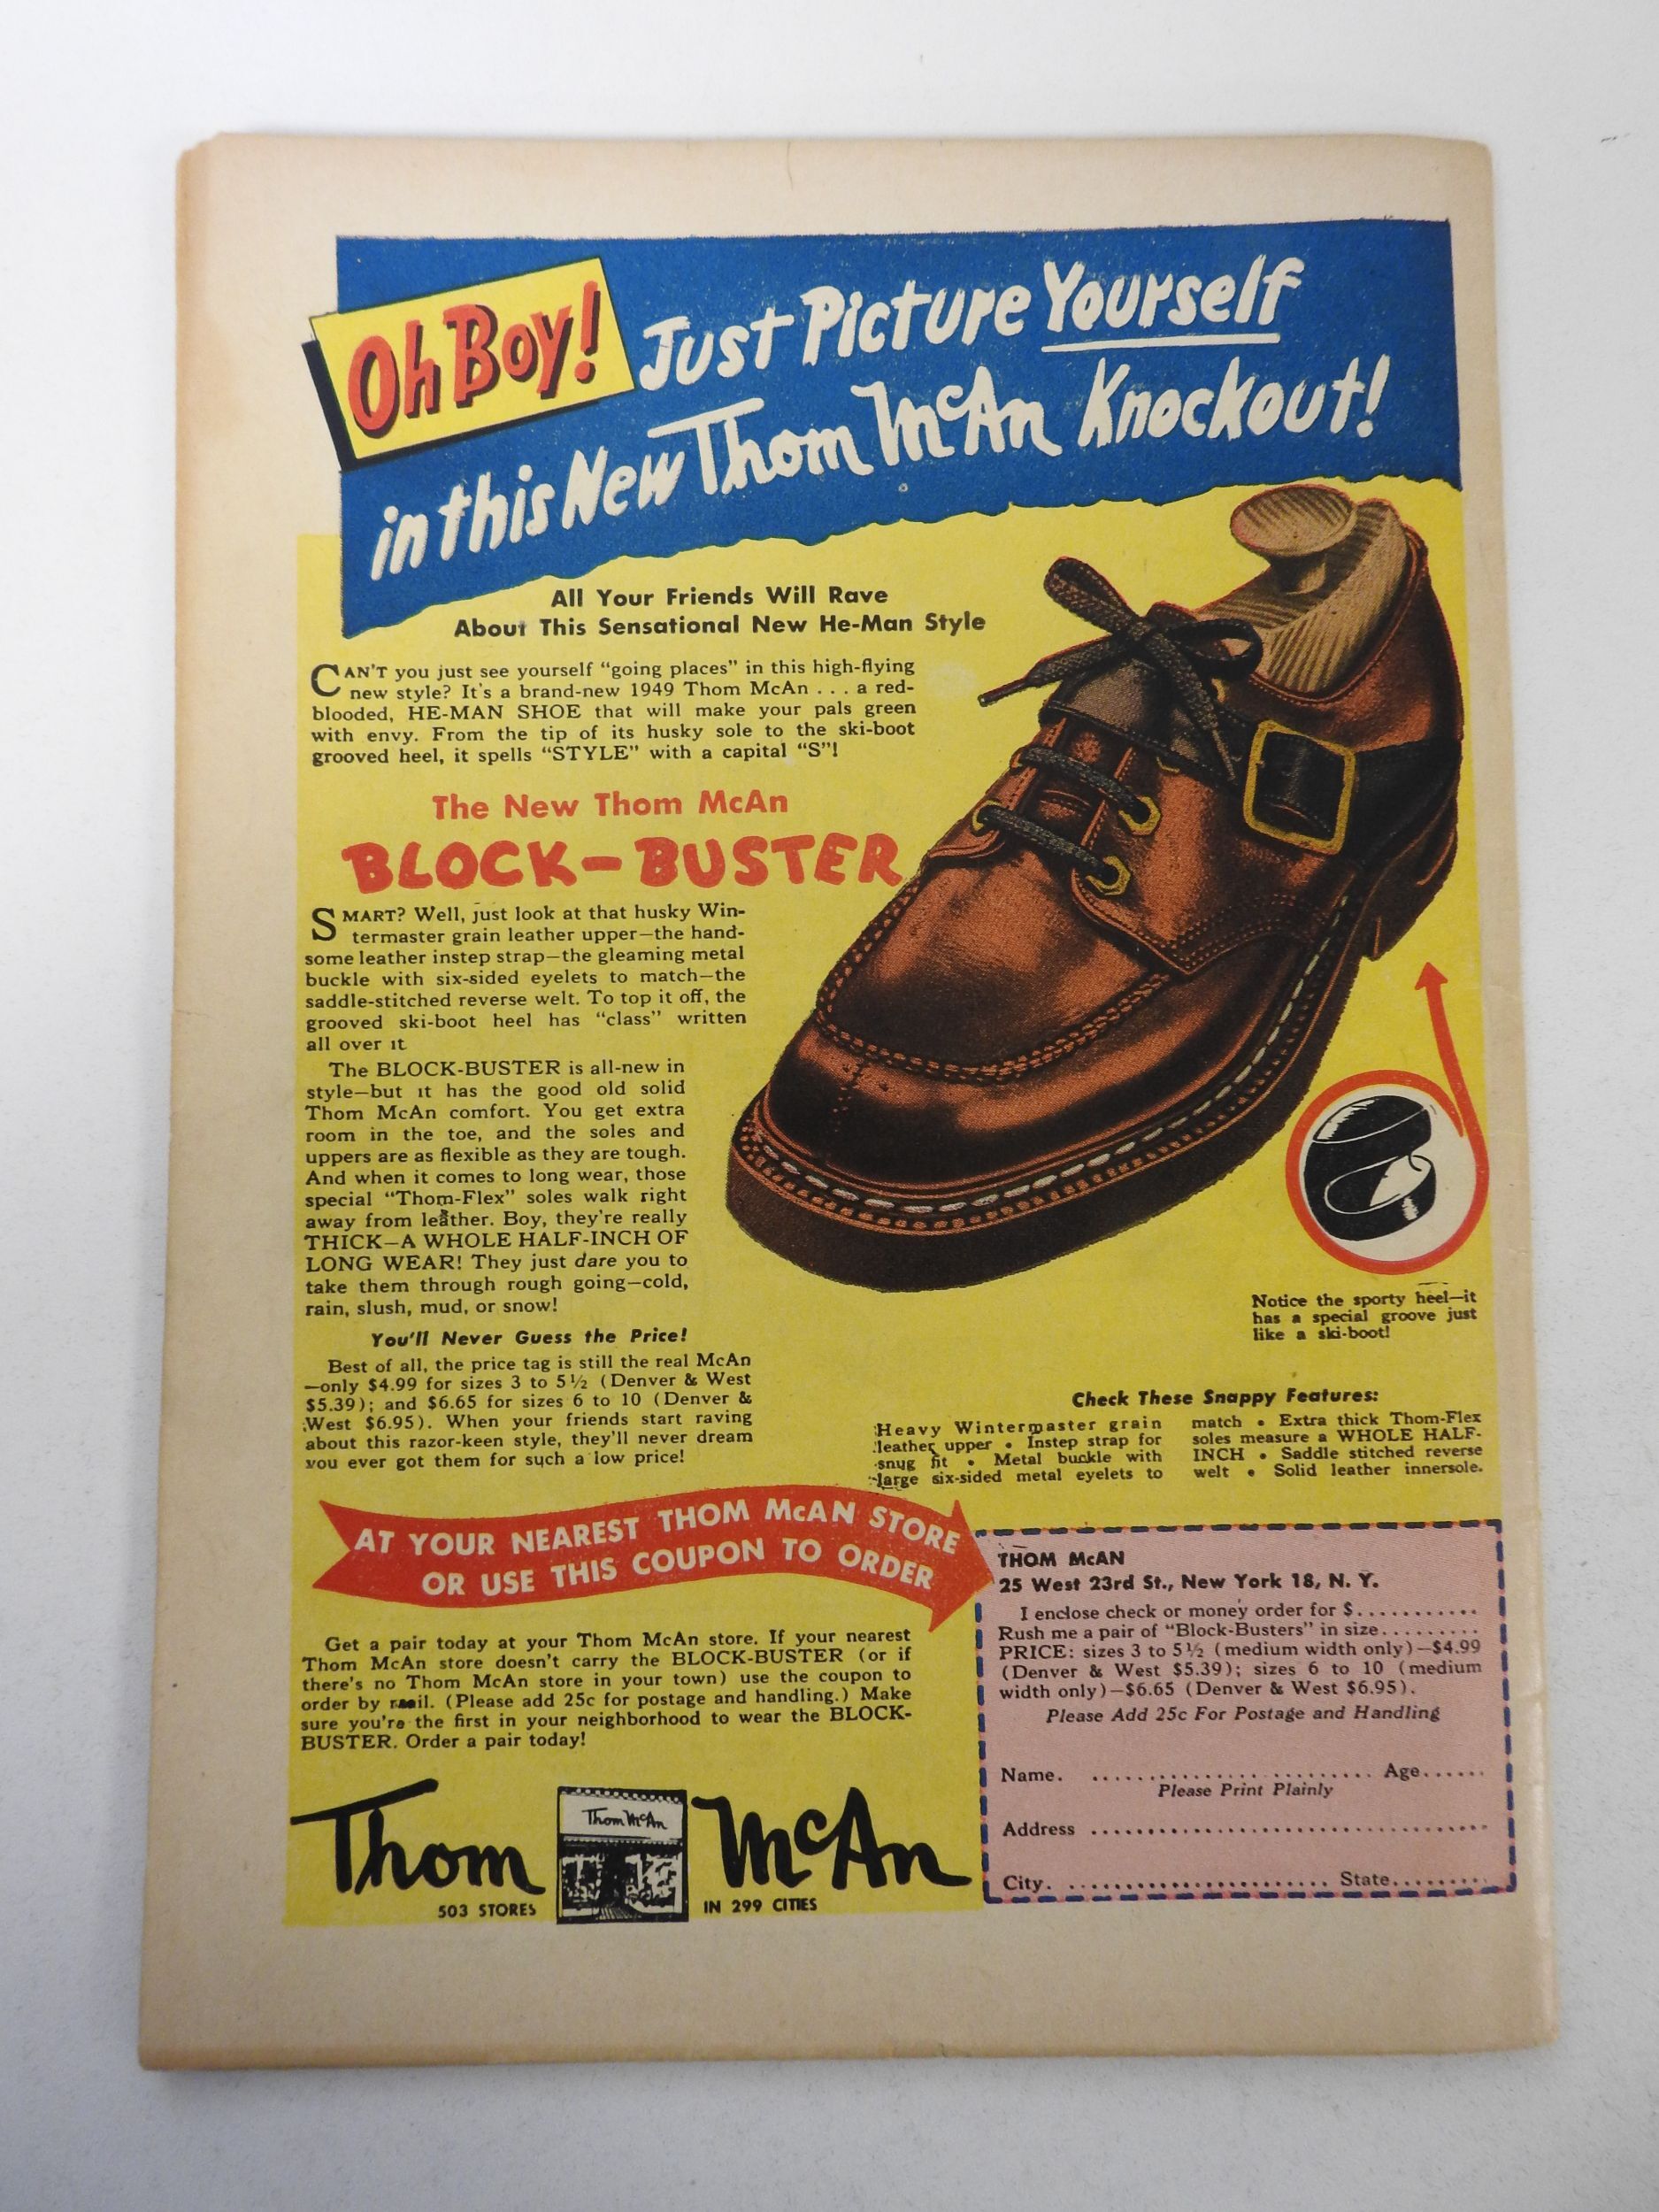 Oh Boy! Just Picture Yourself
in this New Thom McAn Knockout!
All Your Friends Will Rave
About This Sensational New He-Man Style
CAN'T you just see yourself "going places" in this high-flying
new style? It's a brand-new 1949 Thom McAn . . . a red-
blooded, HE-MAN SHOE that will make your pals green
with envy. From the tip of its husky sole to the ski-boot
grooved heel, it spells "STYLE" with a capital "S"!
The New Thom McAn
BLOCK-BUSTER
SMART? Well, just look at that husky Win-
termaster grain leather upper—the hand-
some leather instep strap—the gleaming metal
buckle with six-sided eyelets to match—the
saddle-stitched reverse welt. To top it off, the
grooved ski-boot heel has "class" written
all over it
The BLOCK-BUSTER is all-new in
style—but it has the good old solid
Thom McAn comfort. You get extra
room in the toe, and the soles and
uppers are as flexible as they are tough.
And when it comes to long wear, those
special "Thom-Flex" soles walk right
away from leather. Boy, they're really
THICK—A WHOLE HALF-INCH OF
LONG WEAR! They just dare you to
take them through rough going—cold,
rain, slush, mud, or snow!
You'll Never Guess the Price!
Best of all, the price tag is still the real McAn
—only $4.99 for sizes 3 to 5½ (Denver & West
$5.39); and $6.65 for sizes 6 to 10 (Denver &
West $6.95). When your friends start raving
about this razor-keen style, they'll never dream
you ever got them for such a low price!
Notice the sporty heel—it
has a special groove just
like a ski-boot!
Check These Snappy Features:
Heavy Wintermaster grain
leather upper • Instep strap for
snug fit • Metal buckle with
large six-sided metal eyelets to
match • Extra thick Thom-Flex
soles measure a WHOLE HALF-
INCH • Saddle stitched reverse
welt • Solid leather innersole.
AT YOUR NEAREST THOM McAN STORE
OR USE THIS COUPON TO ORDER
Get a pair today at your Thom McAn store. If your nearest
Thom McAn store doesn't carry the BLOCK-BUSTER (or if
there's no Thom McAn store in your town) use the coupon to
order by mail. (Please add 25c for postage and handling.) Make
sure you're the first in your neighborhood to wear the BLOCK-
BUSTER. Order a pair today!
Thom McAn
Thom McAn
503 STORES IN 299 CITIES
THOM McAN
25 West 23rd St., New York 18, N. Y.
I enclose check or money order for $...........
Rush me a pair of "Block-Busters" in size.........
PRICE: sizes 3 to 5½ (medium width only)—$4.99
(Denver & West $5.39); sizes 6 to 10 (medium
width only)—$6.65 (Denver & West $6.95).
Please Add 25c For Postage and Handling
Name. ............................ Age......
Please Print Plainly
Address ......................................
City. ......................... State.........